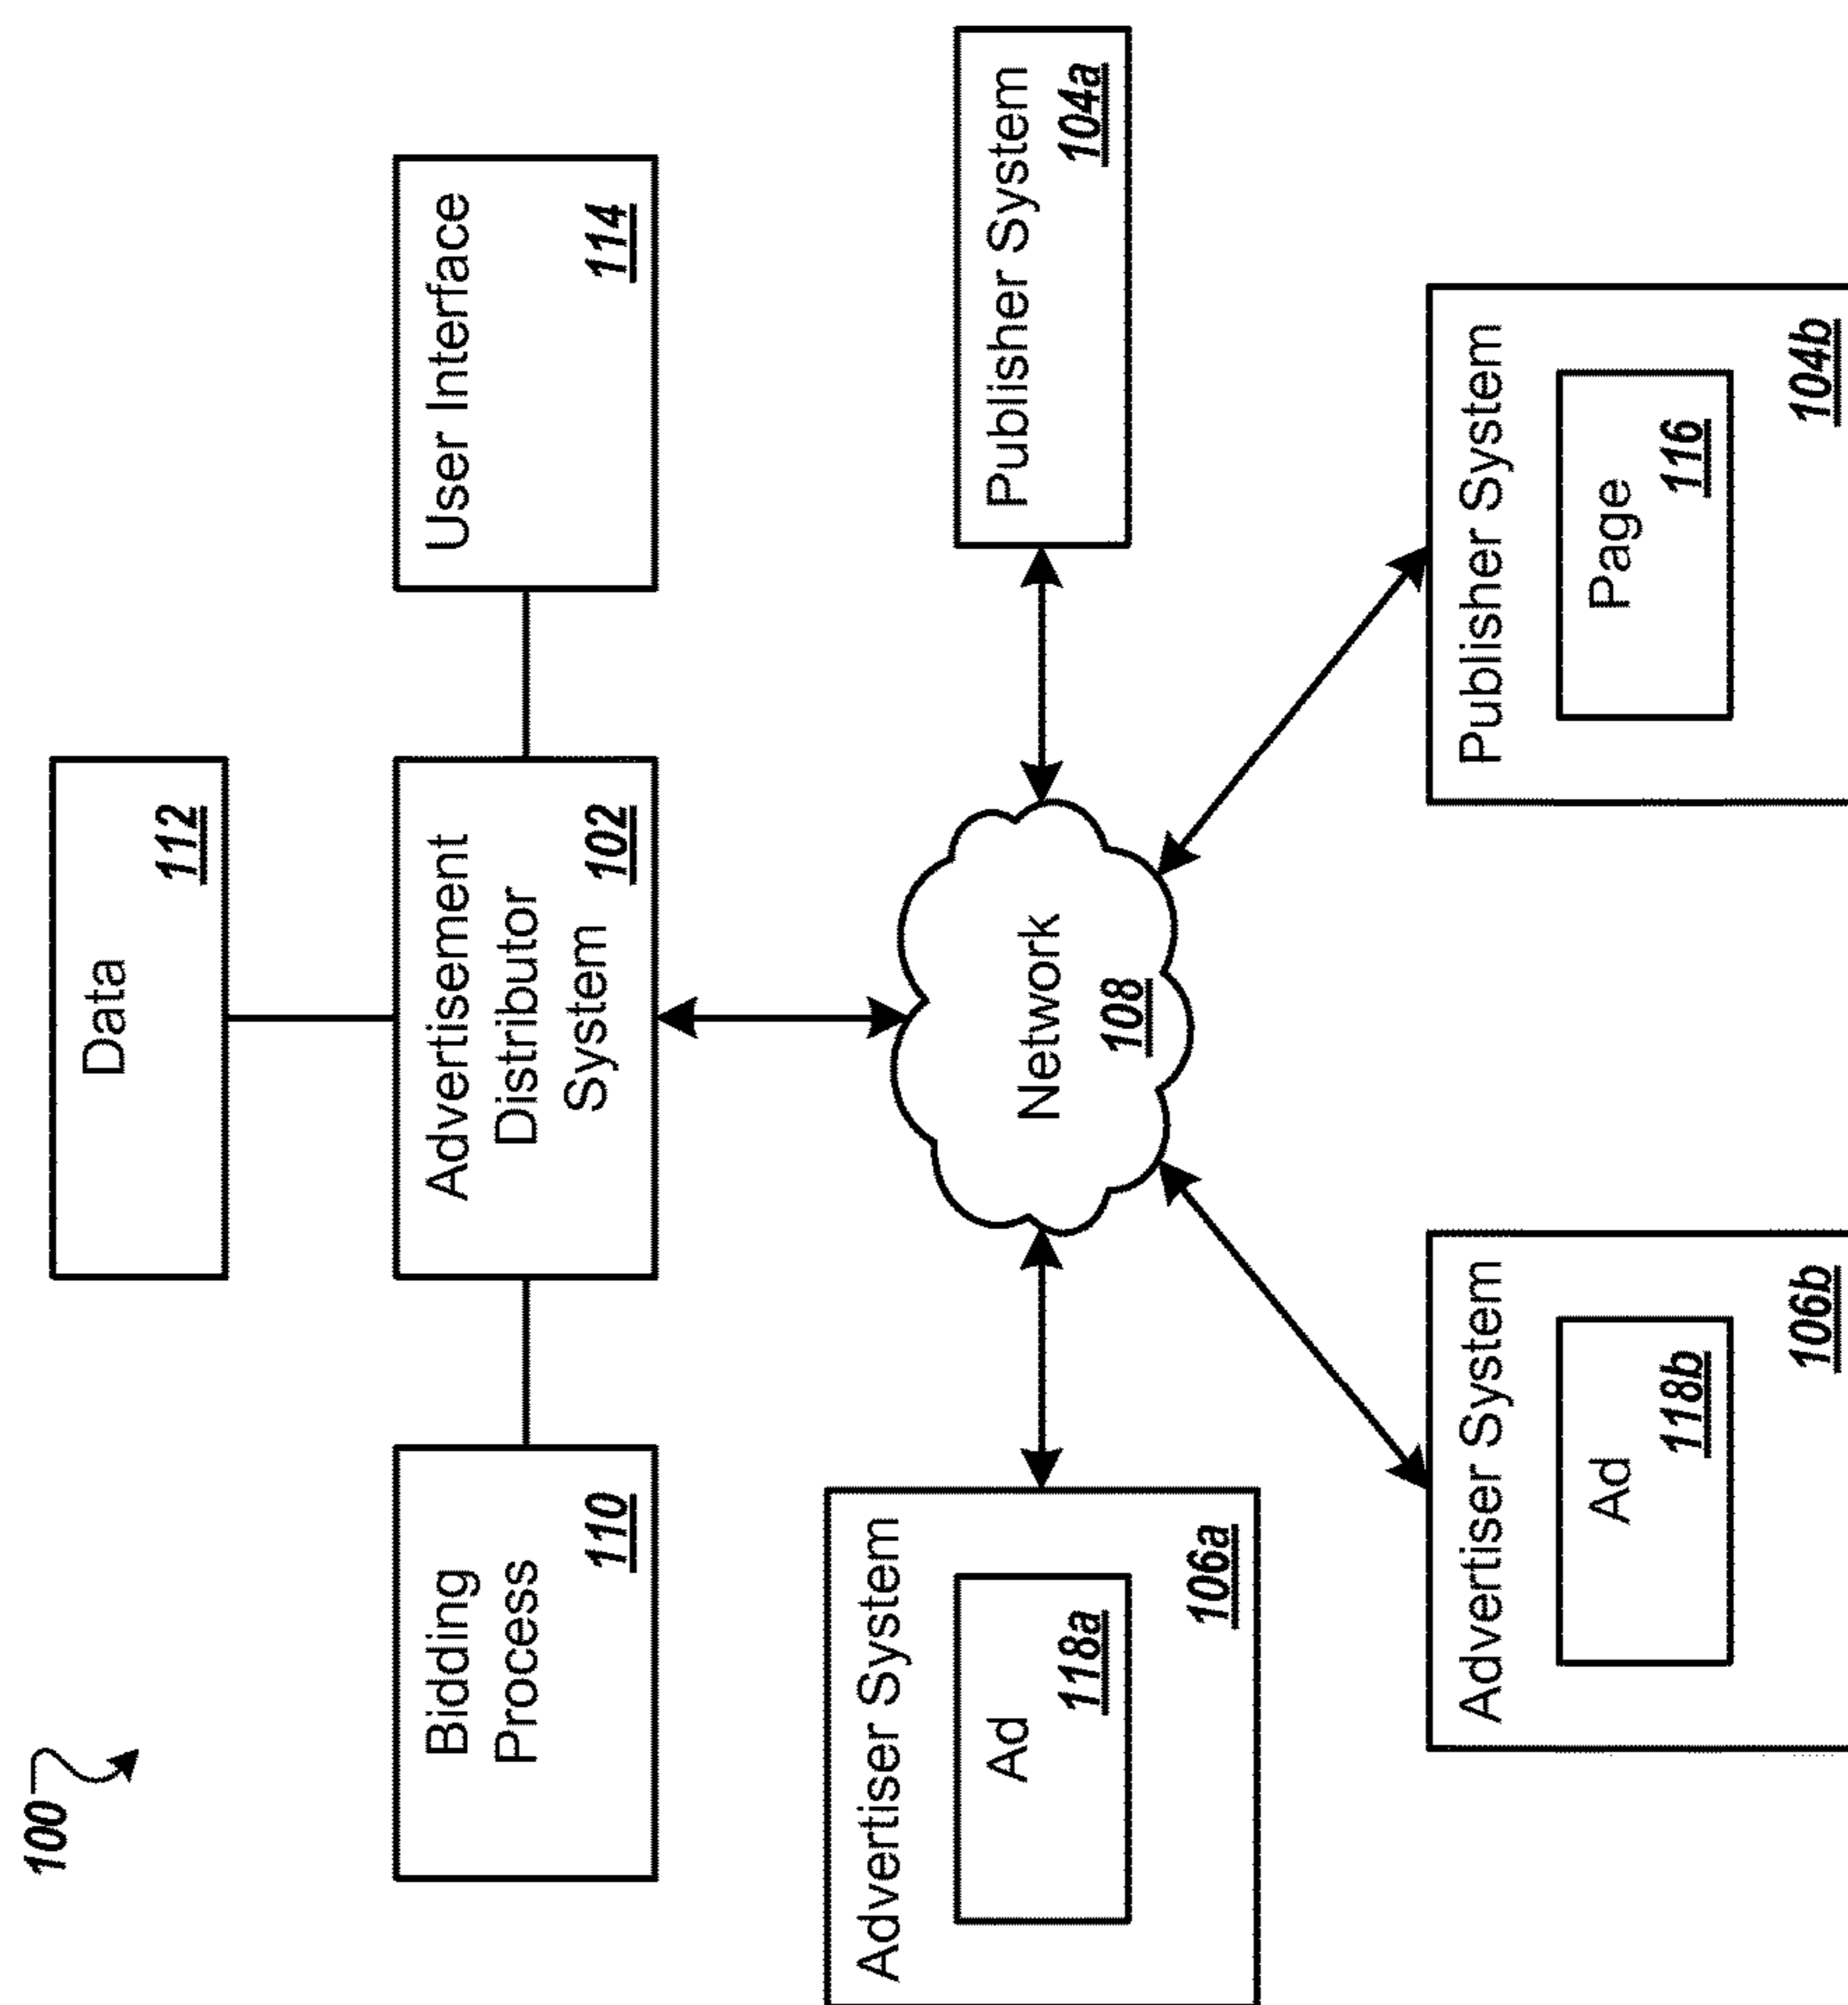 100
Data
112
Bidding
Process
110
Advertisement
Distributor
System
102
User Interface
114
Advertiser System
Ad
118a
106a
Network
108
Publisher System
104a
Advertiser System
Ad
118b
106b
Publisher System
Page
116
104b